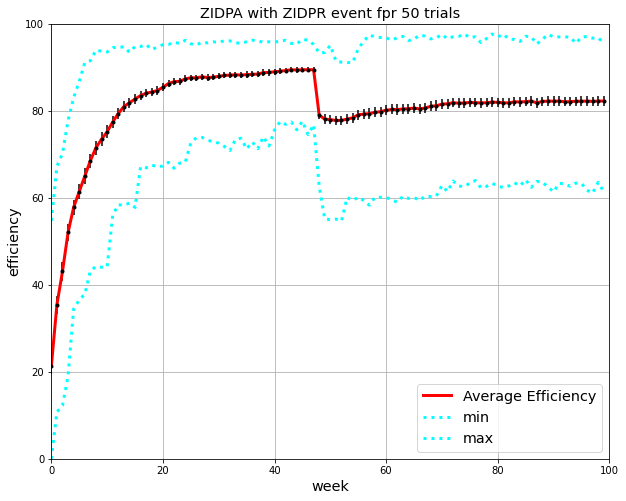 ZIDPA with ZIDPR event fpr 50 trials
100
80
60
40
20
0
efficiency
0 20 40 60 80 100
week
Average Efficiency
min
max